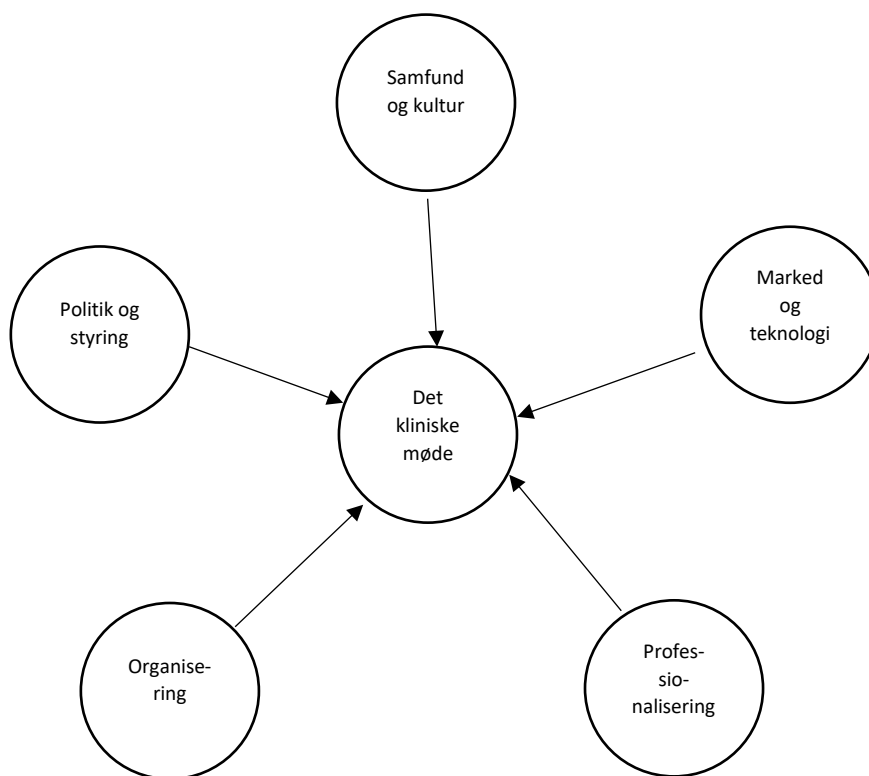 Samfund
og kultur
Marked
og
teknologi
Politik og
styring
Det
kliniske
møde
Organise-
ring
Profes-
sio-
nalisering